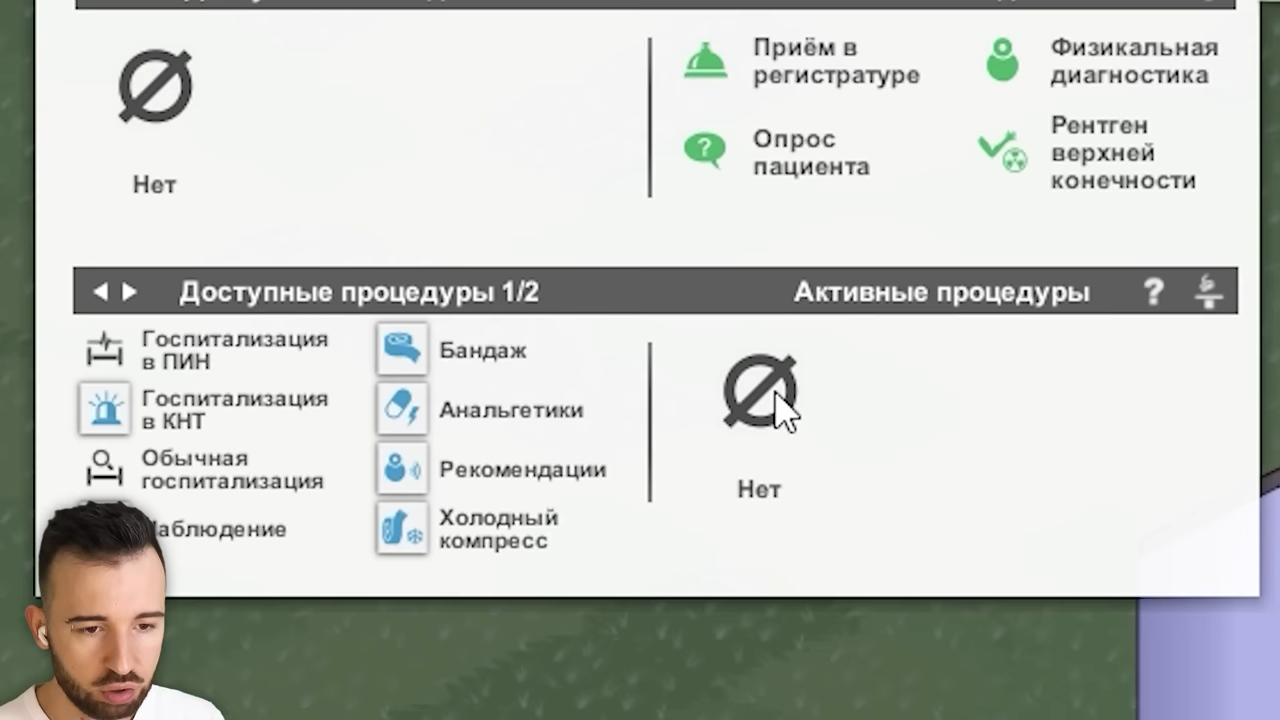 Нет
Приём в
регистратуре
Физикальная
диагностика
Опрос
пациента
Рентген
верхней
конечности
Доступные процедуры 1/2
Активные процедуры
?
Госпитализация
в ПИН
Бандаж
Госпитализация
в КНТ
Анальгетики
Обычная
госпитализация
Рекомендации
Холодный
компресс
Нет